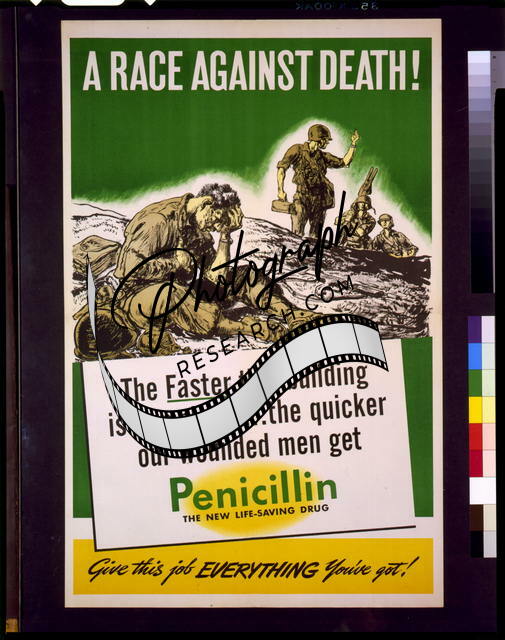 A RACE AGAINST DEATH!
Photograph
RESEARCH.COM
The Faster
is the quicker
our wounded men get
Penicillin
THE NEW LIFE-SAVING DRUG
Give this job EVERYTHING You've got!